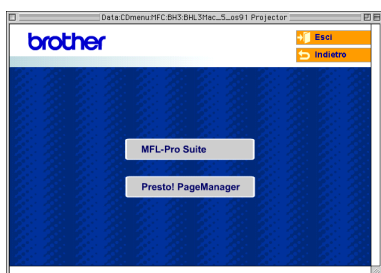 Data:CDmenu:MFC:BH3:BHL3Mac_5_os91 Projector
brother
Esci
Indietro
MFL-Pro Suite
Presto! PageManager